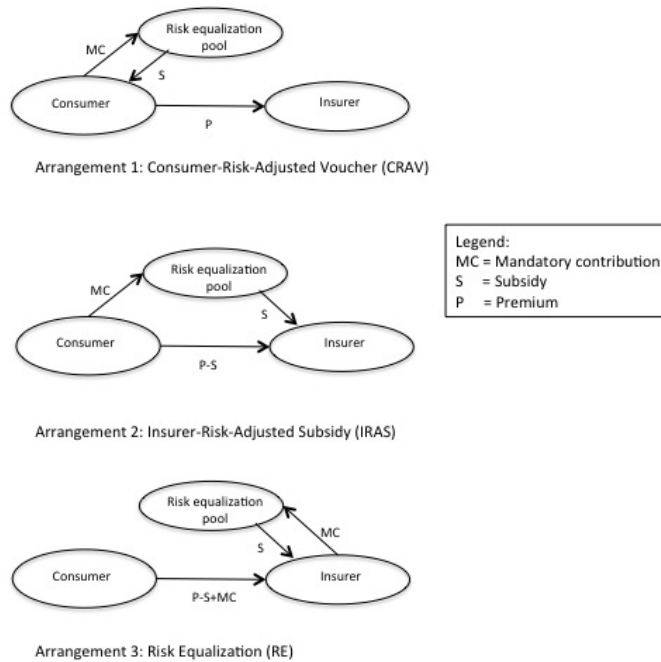 Risk equalization
pool
MC
S
Consumer
Insurer
P
Arrangement 1: Consumer-Risk-Adjusted Voucher (CRAV)
Legend:
MC = Mandatory contribution
S = Subsidy
P = Premium
Risk equalization
pool
MC
S
Consumer
Insurer
P-S
Arrangement 2: Insurer-Risk-Adjusted Subsidy (IRAS)
Risk equalization
pool
MC
S
Consumer
Insurer
P-S+MC
Arrangement 3: Risk Equalization (RE)